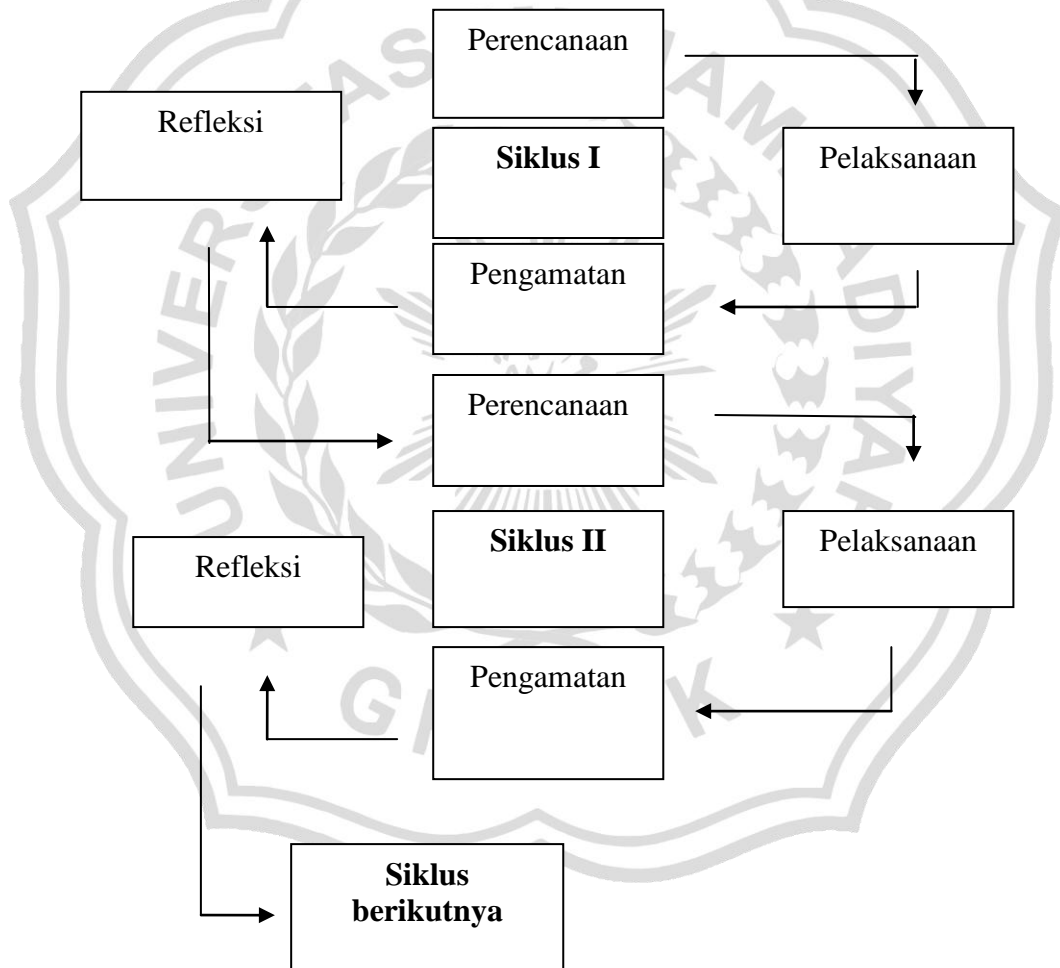 Perencanaan
Refleksi
Siklus I
Pelaksanaan
Pengamatan
Perencanaan
Siklus II
Pelaksanaan
Refleksi
Pengamatan
Siklus
berikutnya